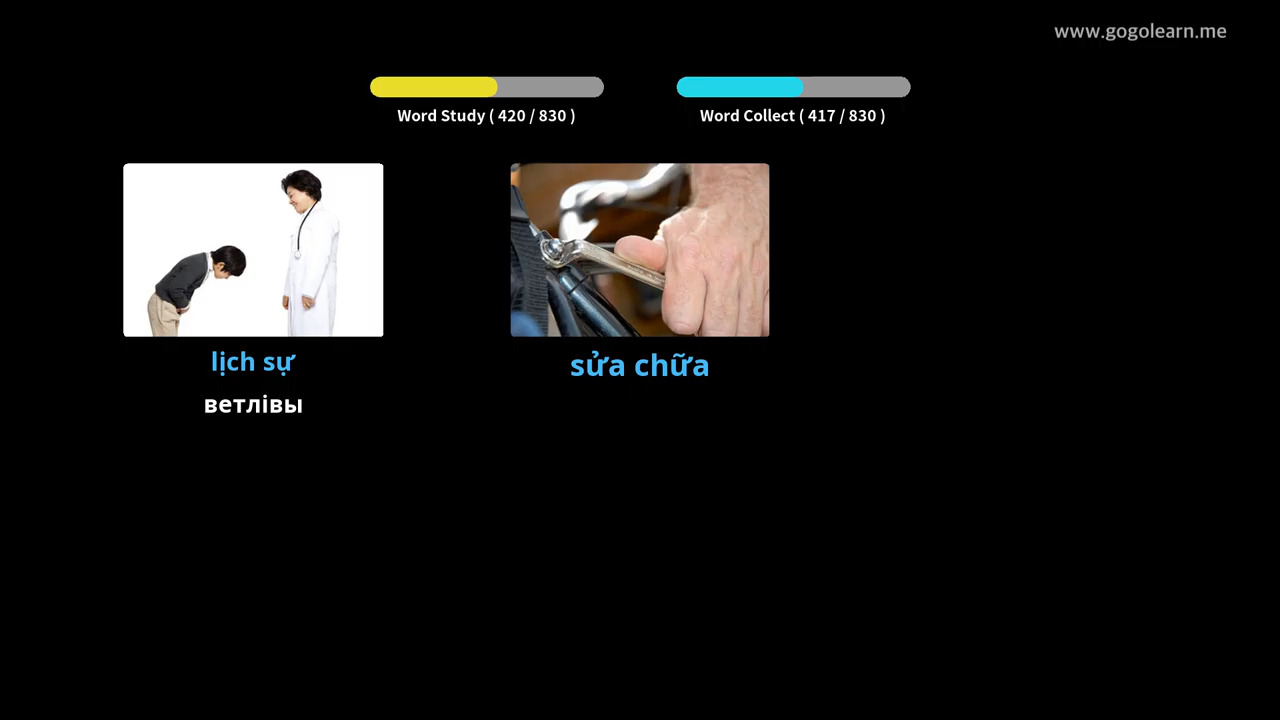 www.gogolearn.me
Word Study ( 420 / 830 )
Word Collect ( 417 / 830 )
lịch sự
ветлівы
sửa chữa